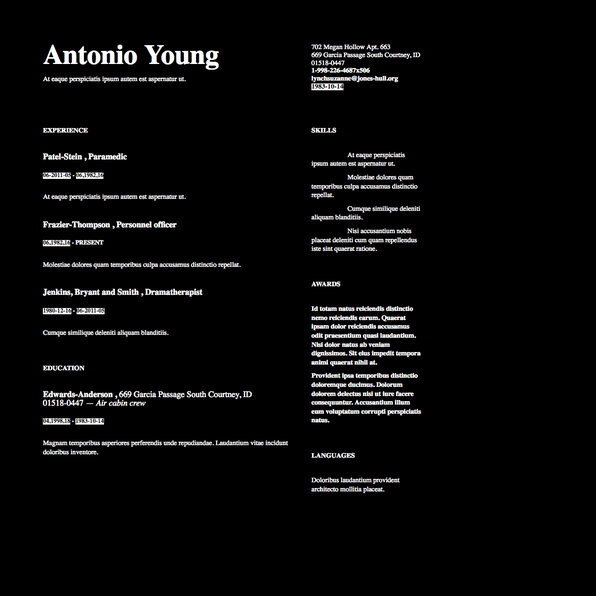 Antonio Young
At eaque perspiciatis ipsum autem est aspernatur ut.
702 Megan Hollow Apt. 663
669 Garcia Passage South Courtney, ID
01518-0447
1-998-226-4687x506
lynchsuzanne@jones-hull.org
1983-10-14
EXPERIENCE
Patel-Stein , Paramedic
06-2011-05 - 06.1982.16
At eaque perspiciatis ipsum autem est aspernatur ut.
Frazier-Thompson , Personnel officer
06.1982.16 - PRESENT
Molestiae dolores quam temporibus culpa accusamus distinctio repellat.
Jenkins, Bryant and Smith , Dramatherapist
1980-12-16 - 06-2011-05
Cumque similique deleniti aliquam blanditiis.
EDUCATION
Edwards-Anderson , 669 Garcia Passage South Courtney, ID
01518-0447 — Air cabin crew
04.1998.18 - 1983-10-14
Magnam temporibus asperiores perferendis unde repudiandae. Laudantium vitae incidunt
doloribus inventore.
SKILLS
At eaque perspiciatis
ipsum autem est aspernatur ut.
Molestiae dolores quam
temporibus culpa accusamus distinctio
repellat.
Cumque similique deleniti
aliquam blanditiis.
Nisi accusantium nobis
placeat deleniti cum quam repellendus
iste sint quaerat ratione.
AWARDS
Id totam natus reiciendis distinctio
nemo reiciendis earum. Quaerat
ipsum dolor reiciendis accusamus
odit praesentium quasi laudantium.
Nisi dolor natus ab veniam
dignissimos. Sit eius impedit tempora
animi quaerat nihil at.
Provident ipsa temporibus distinctio
doloremque ducimus. Dolorum
dolorem delectus nisi ut iure facere
consequuntur. Accusantium illum
eum voluptatum corrupti perspiciatis
natus.
LANGUAGES
Doloribus laudantium provident
architecto mollitia placeat.